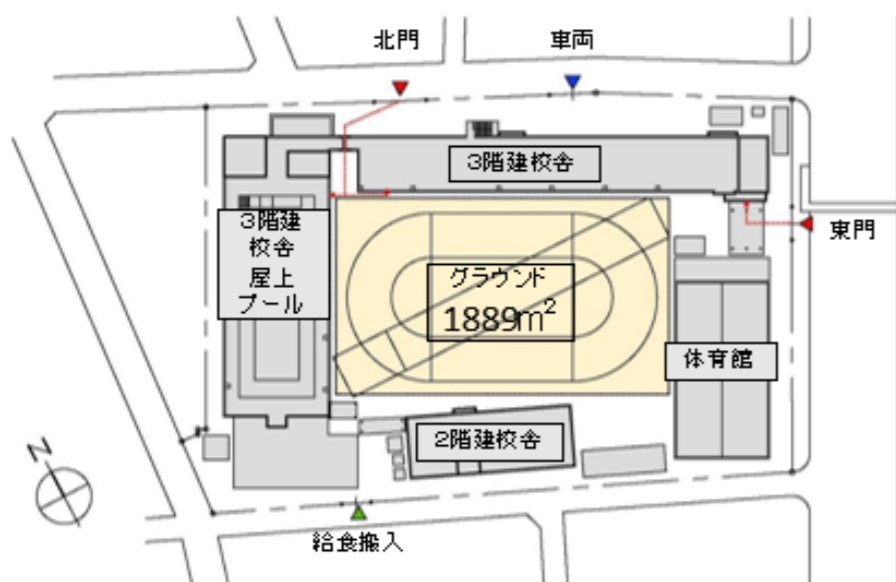 北門
車両
3階建校舎
3階建
校舎
屋上
プール
東門
グラウンド
1889m²
体育館
2階建校舎
N
給食搬入